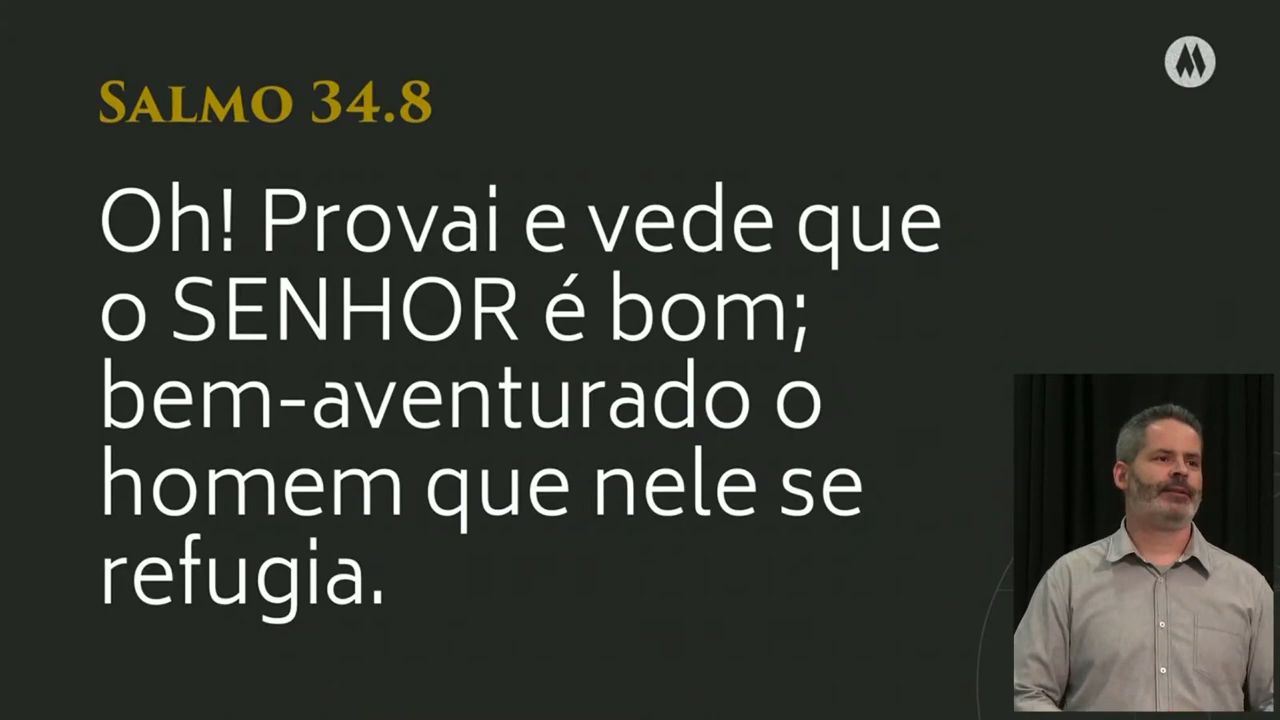 Salmo 34.8
Oh! Provai e vede que
o SENHOR é bom;
bem-aventurado o
homem que nele se
refugia.